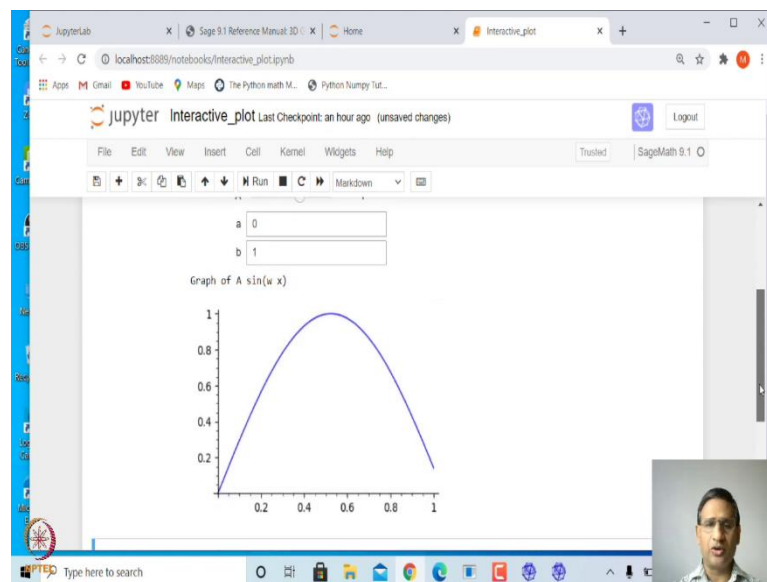 JupyterLab Sage 9.1 Reference Manual: 3D Home Interactive_plot
localhost:8889/notebooks/Interactive_plot.ipynb
Apps Gmail YouTube Maps The Python math M... Python Numpy Tut...
jupyter Interactive_plot Last Checkpoint: an hour ago (unsaved changes) Logout
File Edit View Insert Cell Kernel Widgets Help Trusted SageMath 9.1
Run Markdown
a 0
b 1
Graph of A sin(w x)
1
0.8
0.6
0.4
0.2
0.2 0.4 0.6 0.8 1
Type here to search